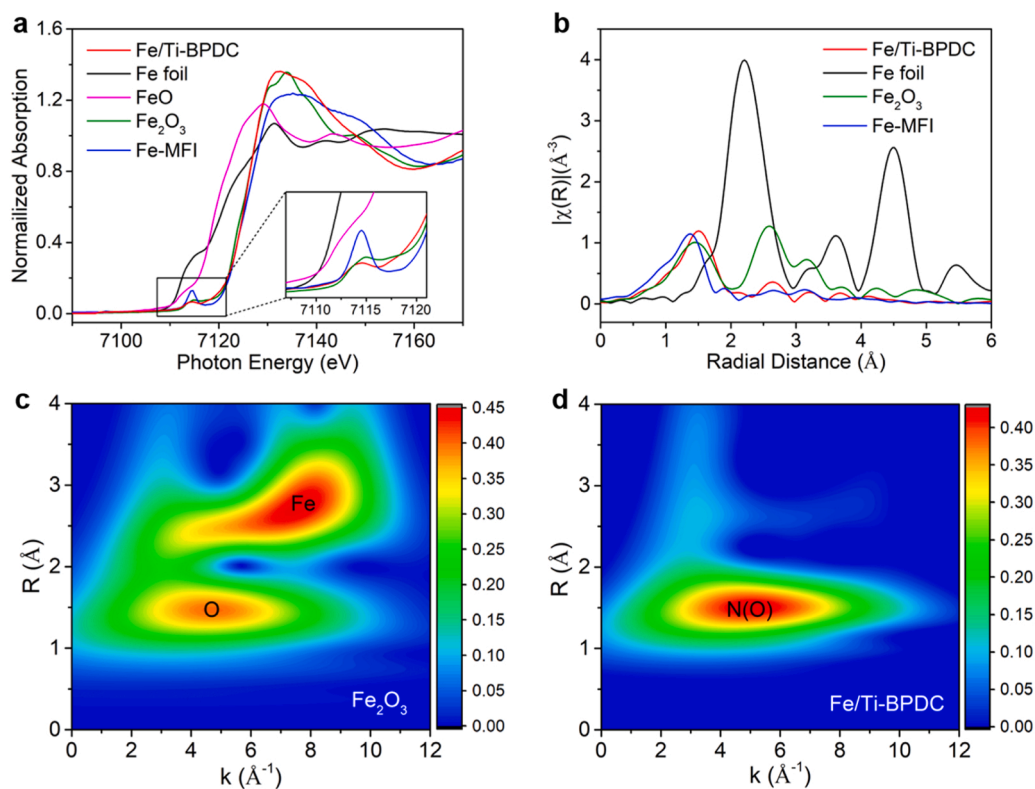 a
Fe/Ti-BPDC
Fe foil
FeO
Fe2O3
Fe-MFI
Normailized Absorption
1.6
1.2
0.8
0.4
0.0
7110 7115 7120
7100 7120 7140 7160
Photon Energy (eV)
b
Fe/Ti-BPDC
Fe foil
Fe2O3
Fe-MFI
|χ(R)|(Å-3)
5
4
3
2
1
0
0 1 2 3 4 5 6
Radial Distance (Å)
c
R (Å)
4
3
2
1
0
Fe
O
Fe2O3
0 2 4 6 8 10 12
k (Å-1)
0.45
0.40
0.35
0.30
0.25
0.20
0.15
0.10
0.05
0.00
d
R (Å)
4
3
2
1
0
N(O)
Fe/Ti-BPDC
0 2 4 6 8 10 12
k (Å-1)
0.40
0.35
0.30
0.25
0.20
0.15
0.10
0.05
0.00